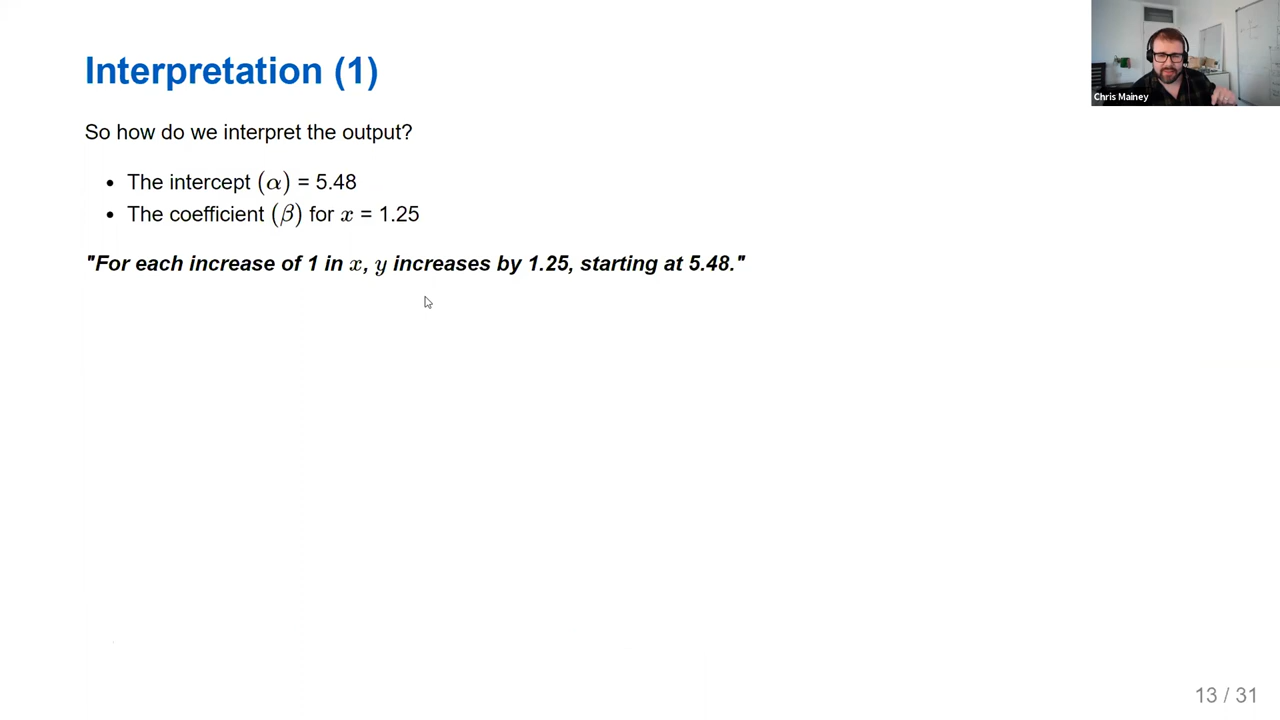 Interpretation (1)
Chris Mainey
So how do we interpret the output?
• The intercept (α) = 5.48
• The coefficient (β) for x = 1.25
"For each increase of 1 in x, y increases by 1.25, starting at 5.48."
13 / 31